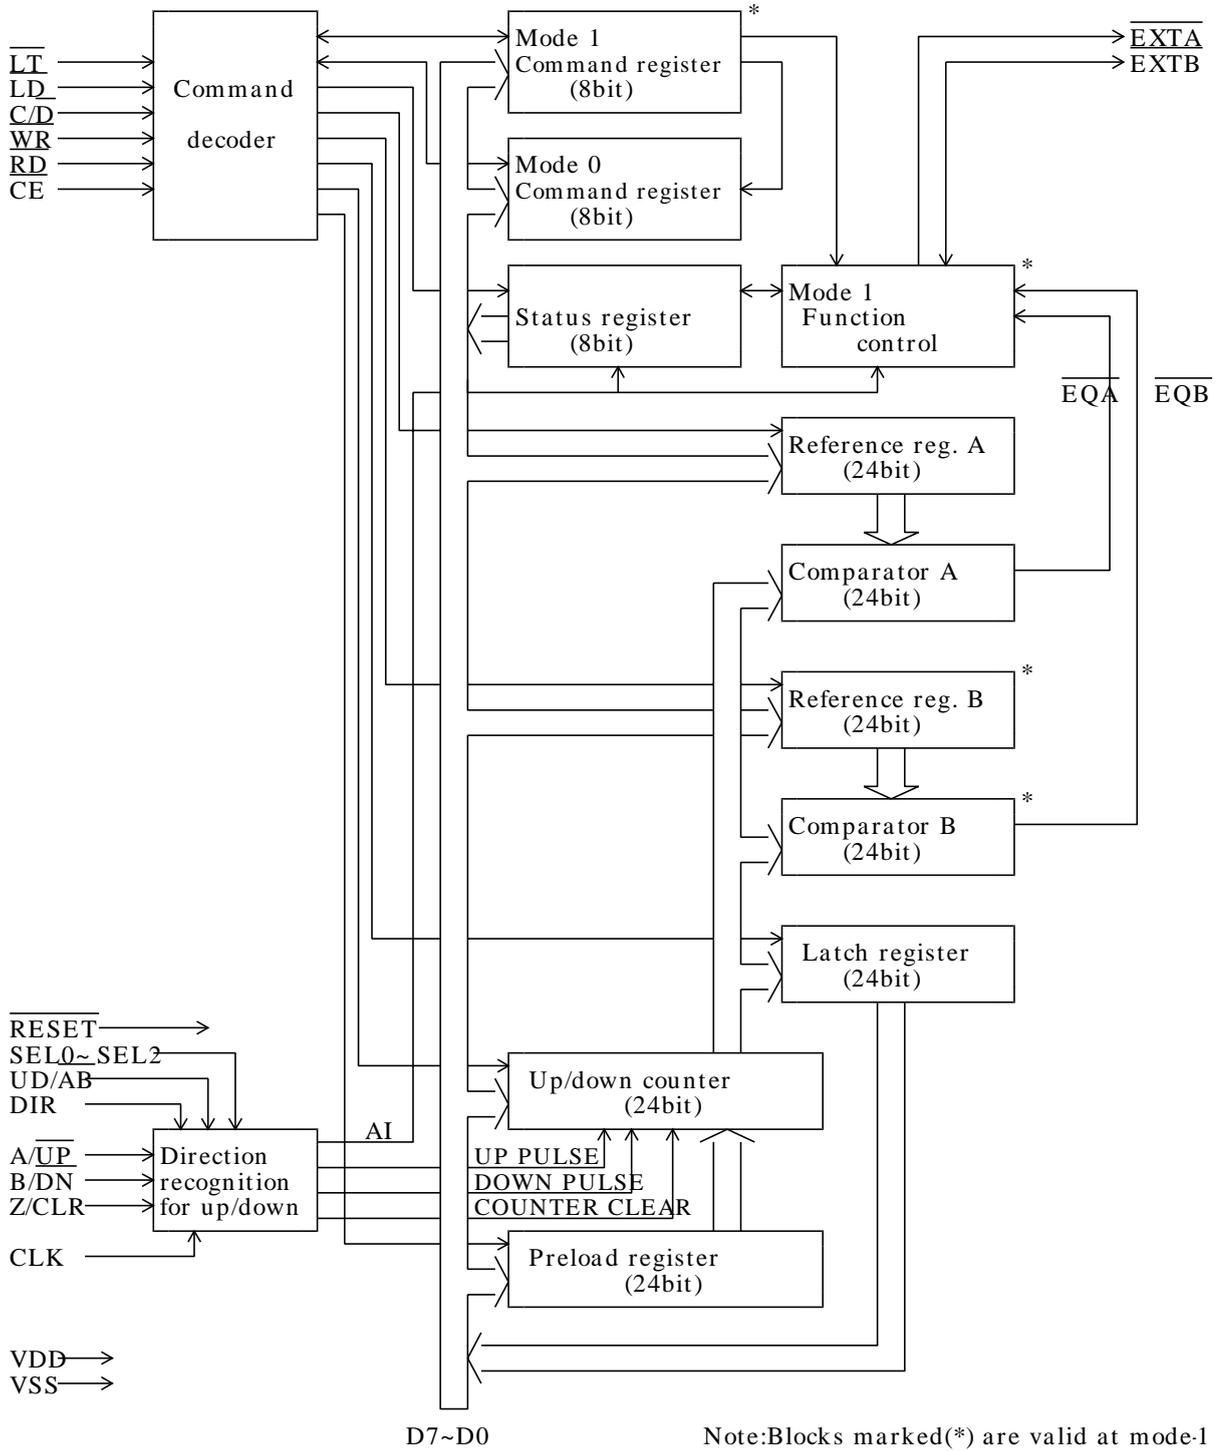 LT
LD
C/D
WR
RD
CE
Command
decoder
*
Mode 1
Command register
(8bit)
Mode 0
Command register
(8bit)
Status register
(8bit)
EXTA
EXTB
*
Mode 1
Function
control
EQA
EQB
Reference reg. A
(24bit)
Comparator A
(24bit)
*
Reference reg. B
(24bit)
*
Comparator B
(24bit)
Latch register
(24bit)
RESET
SEL0~SEL2
UD/AB
DIR
A/UP
B/DN
Z/CLR
CLK
Direction
recognition
for up/down
AI
Up/down counter
(24bit)
UP PULSE
DOWN PULSE
COUNTER CLEAR
Preload register
(24bit)
VDD
VSS
D7~D0
Note:Blocks marked(*) are valid at mode-1